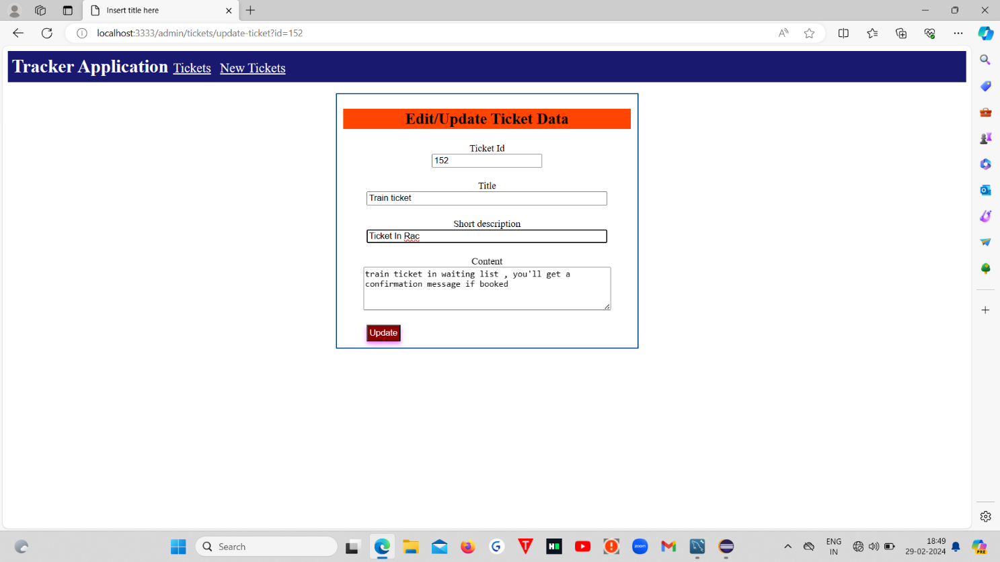 Insert title here
localhost:3333/admin/tickets/update-ticket?id=152
Tracker Application Tickets New Tickets
Edit/Update Ticket Data
Ticket Id
152
Title
Train ticket
Short description
Ticket In Rac
Content
train ticket in waiting list , you'll get a
confirmation message if booked
Update
Search
zoom
ENG
IN
18:49
29-02-2024
PRE